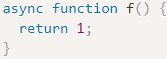 async function f() {
  return 1;
}